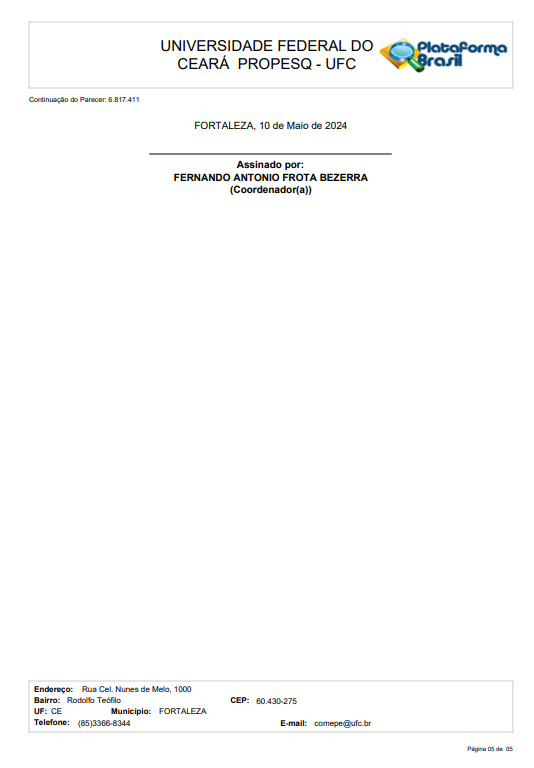 UNIVERSIDADE FEDERAL DO
CEARÁ PROPESQ - UFC
Plataforma
Brasil
Continuação do Parecer: 6.817.411
FORTALEZA, 10 de Maio de 2024
Assinado por:
FERNANDO ANTONIO FROTA BEZERRA
(Coordenador(a))
Endereço: Rua Cel. Nunes de Melo, 1000
Bairro: Rodolfo Teófilo CEP: 60.430-275
UF: CE Município: FORTALEZA
Telefone: (85)3366-8344 E-mail: comepe@ufc.br
Página 05 de 05